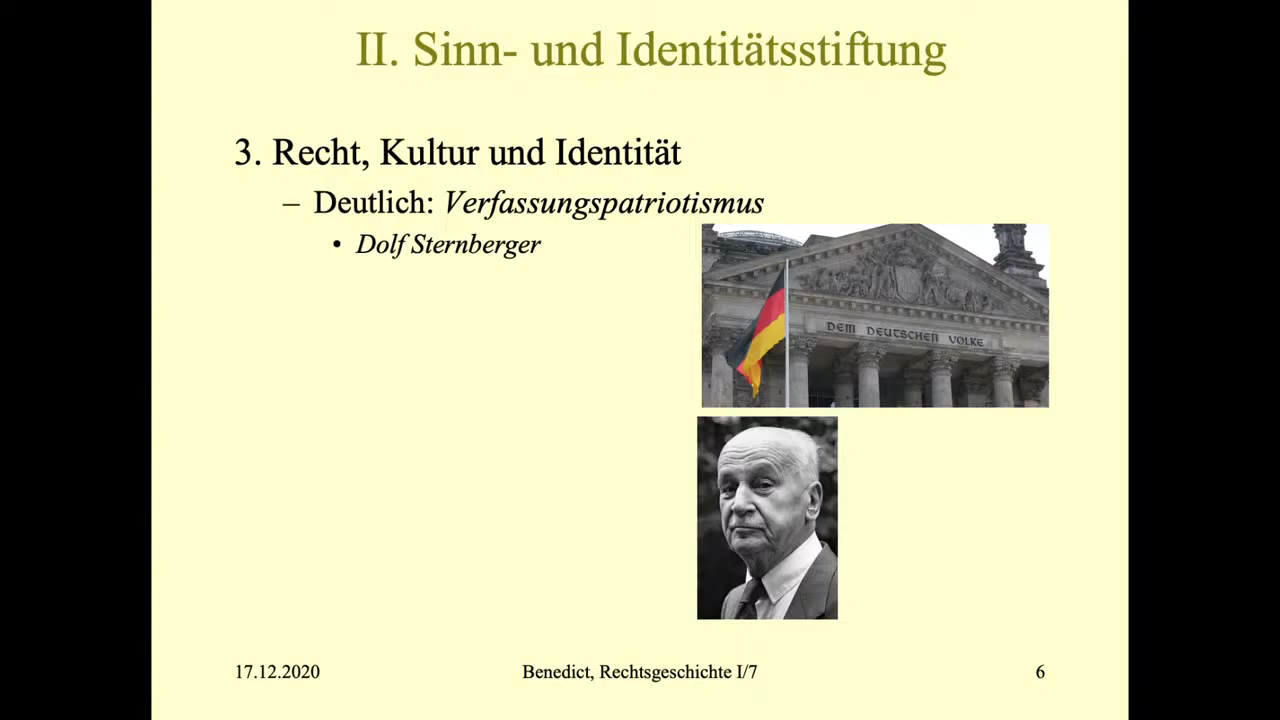 II. Sinn- und Identitätsstiftung
3. Recht, Kultur und Identität
– Deutlich: Verfassungspatriotismus
• Dolf Sternberger
DEM DEUTSCHEN VOLKE
17.12.2020
Benedict, Rechtsgeschichte I/7
6